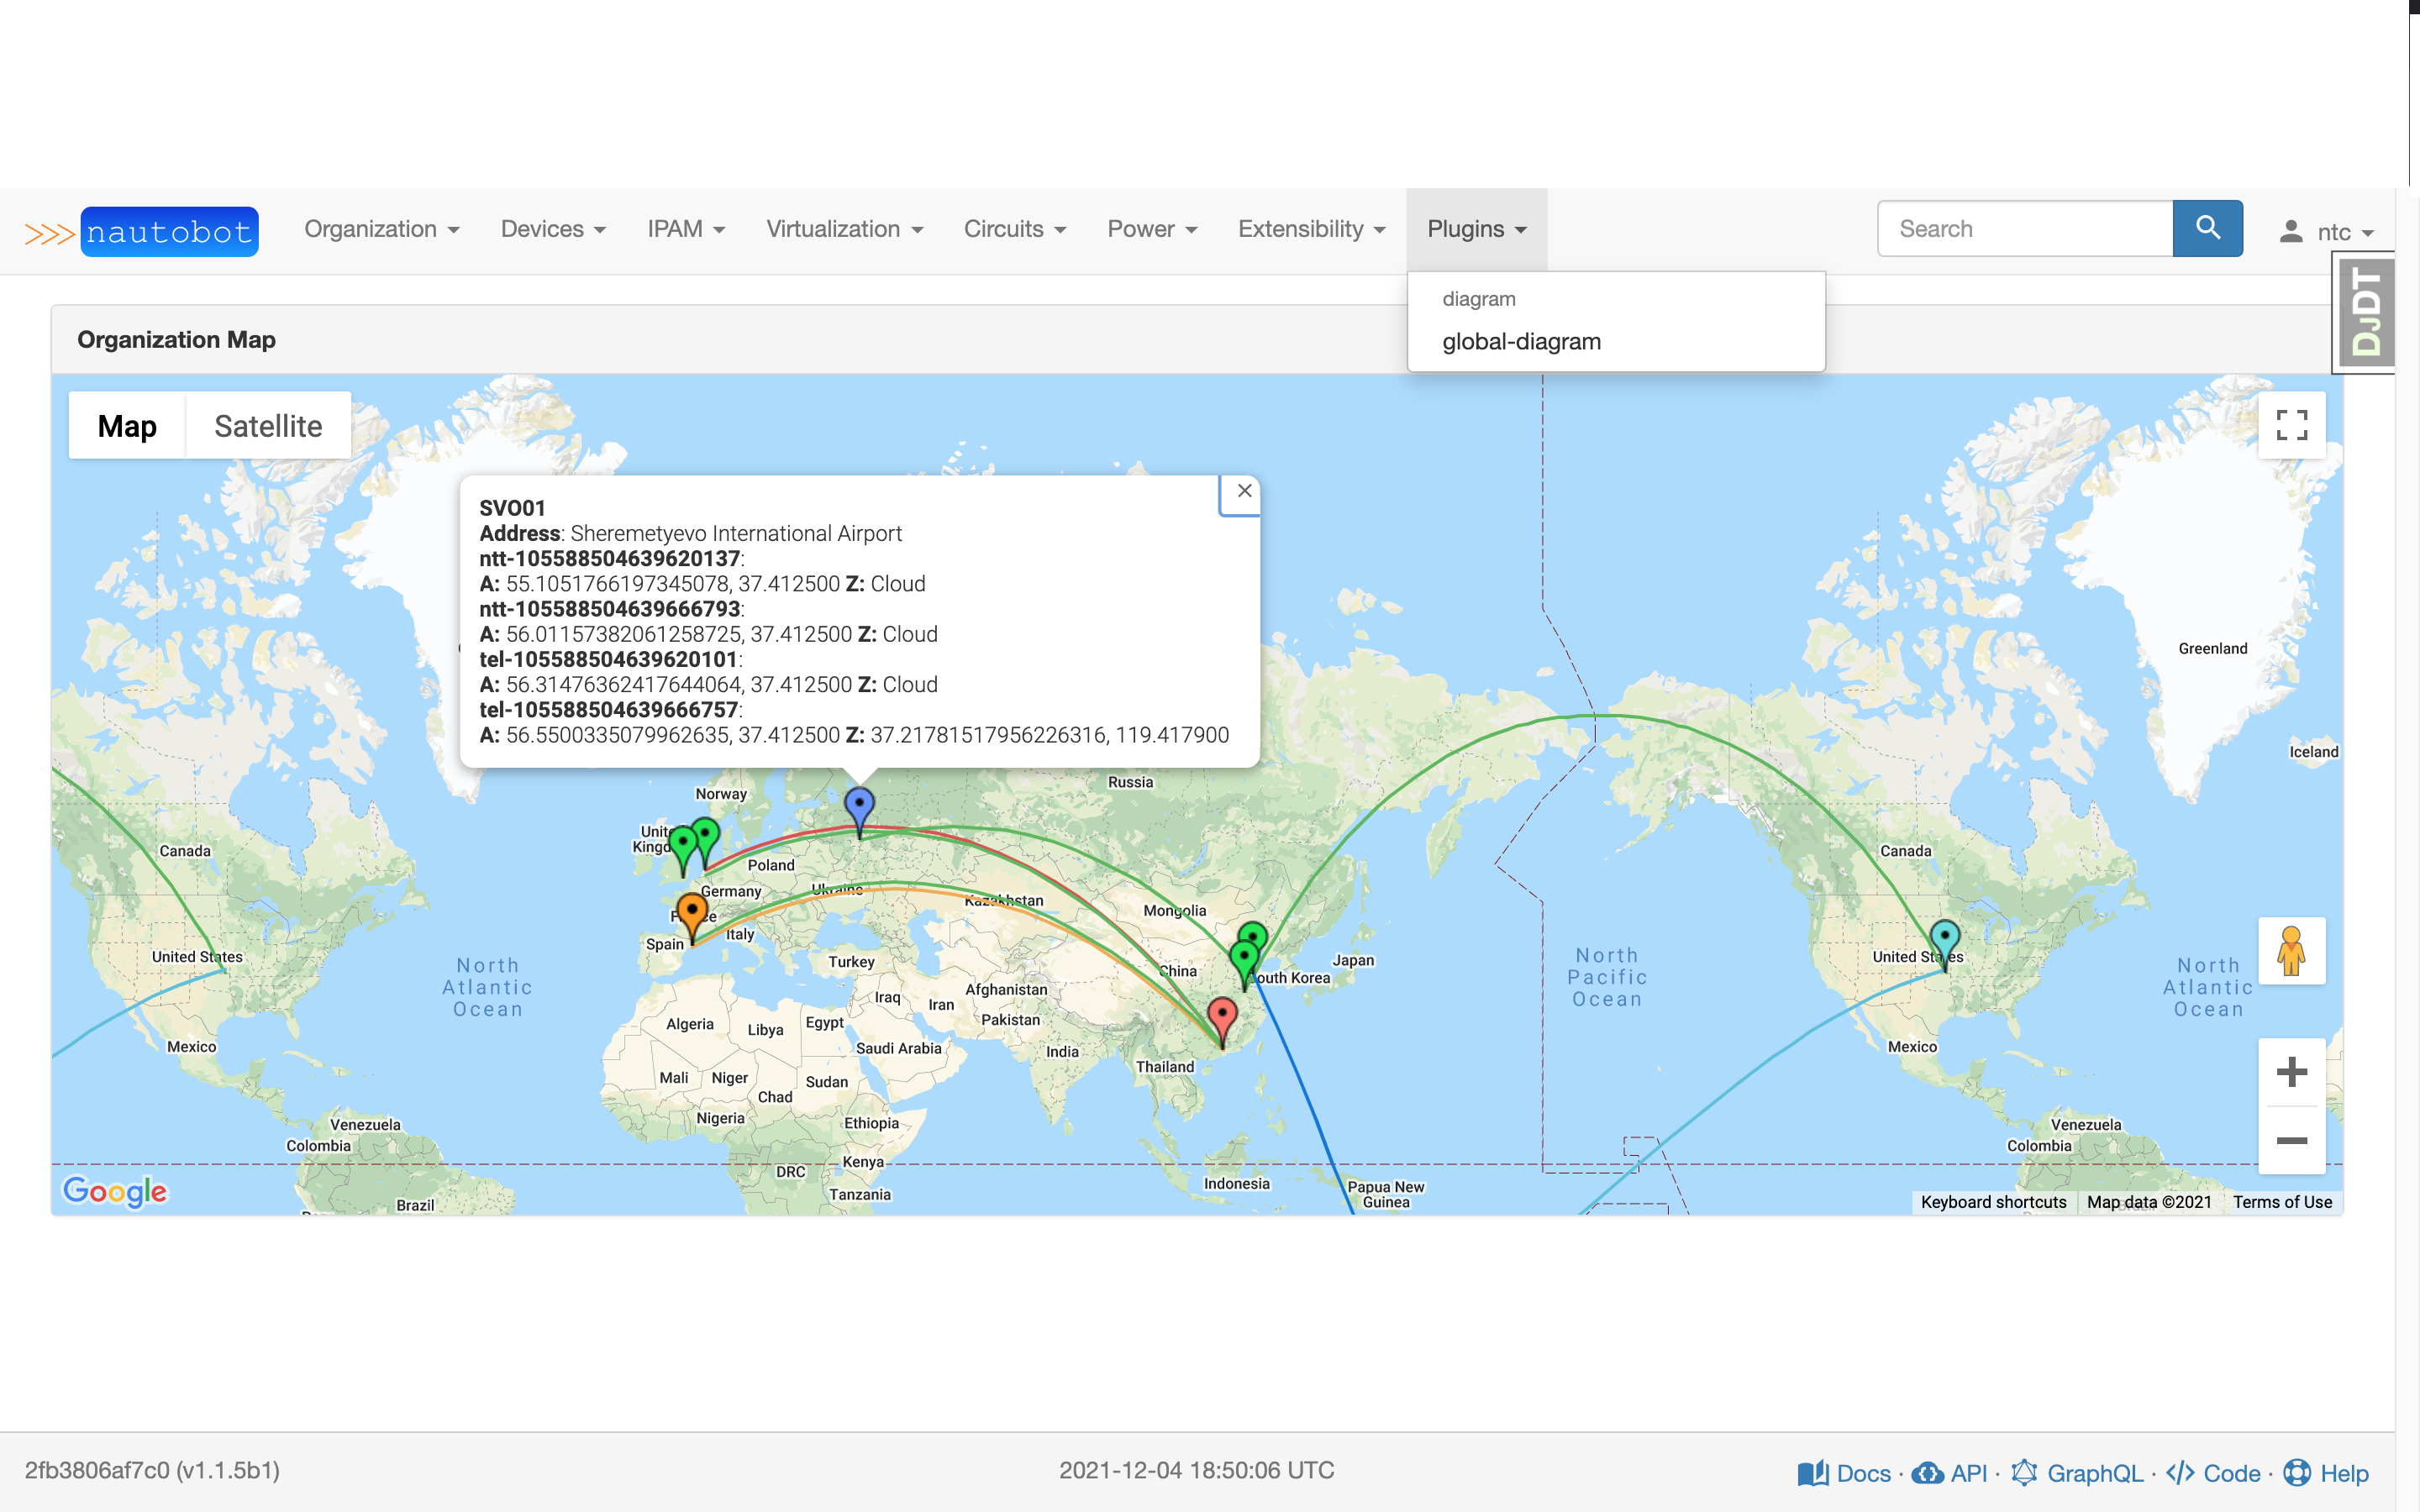 >>> nautobot
Organization
Devices
IPAM
Virtualization
Circuits
Power
Extensibility
Plugins
Search
ntc
diagram
global-diagram
DJDT
Organization Map
Map
Satellite
SVO01
Address: Sheremetyevo International Airport
ntt-105588504639620137:
A: 55.1051766197345078, 37.412500 Z: Cloud
ntt-105588504639666793:
A: 56.01157382061258725, 37.412500 Z: Cloud
tel-105588504639620101:
A: 56.31476362417644064, 37.412500 Z: Cloud
tel-105588504639666757:
A: 56.5500335079962635, 37.412500 Z: 37.21781517956226316, 119.417900
Greenland
Iceland
Russia
Norway
Canada
Poland
Germany
Ukraine
Kazakhstan
Mongolia
Canada
Spain
Italy
United States
Turkey
China
South Korea
Japan
United States
North
Atlantic
Ocean
North
Pacific
Ocean
North
Atlantic
Ocean
Iraq
Iran
Afghanistan
Pakistan
Algeria
Libya
Egypt
Saudi Arabia
India
Thailand
Mexico
Mexico
Mali
Niger
Sudan
Chad
Nigeria
Ethiopia
Venezuela
Colombia
Venezuela
Colombia
DRC
Kenya
Tanzania
Indonesia
Papua New
Guinea
Brazil
Google
Keyboard shortcuts
Map data ©2021
Terms of Use
2fb3806af7c0 (v1.1.5b1)
2021-12-04 18:50:06 UTC
Docs · API · GraphQL · Code · Help